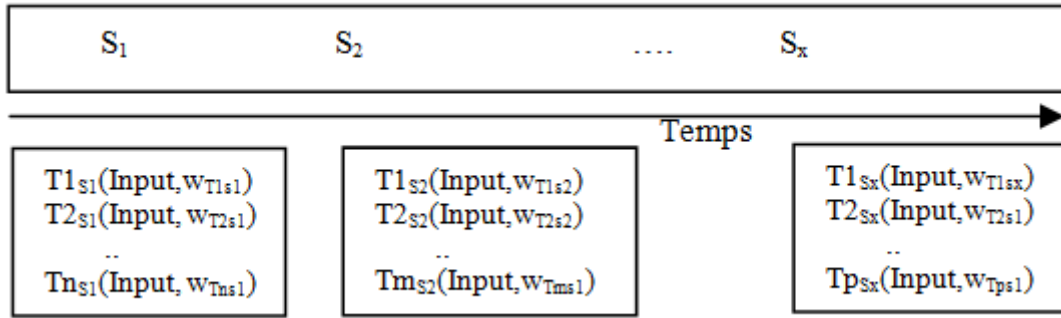 S1 S2 .... Sx
Temps
T1S1(Input,wT1s1)
T2S1(Input, wT2s1)
..
TnS1(Input, wTns1)
T1S2(Input,wT1s2)
T2S2(Input,wT2s2)
..
TmS2(Input,wTms1)
T1Sx(Input,wT1sx)
T2Sx(Input,wT2s1)
..
TpSx(Input,wTps1)